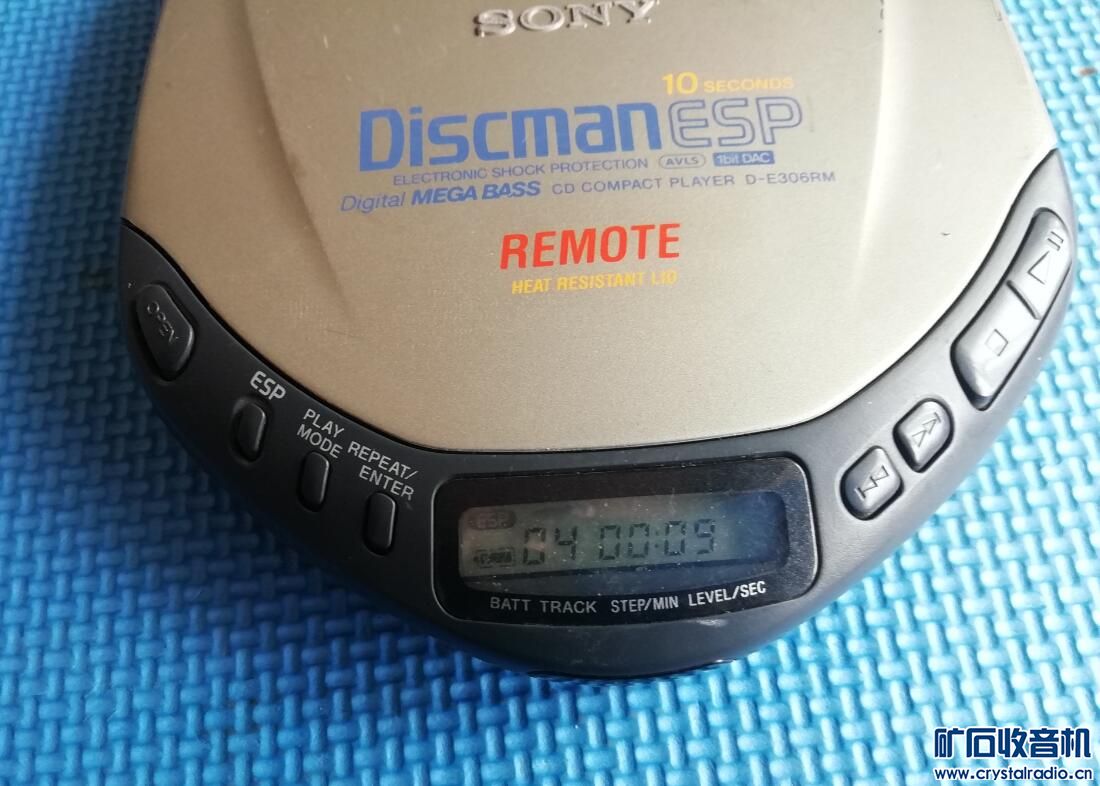 SONY
10 SECONDS
Discman ESP
ELECTRONIC SHOCK PROTECTION AVLS 1bit DAC
Digital MEGA BASS CD COMPACT PLAYER D-E306RM
REMOTE
HEAT RESISTANT LID
OPEN
ESP
PLAY MODE
REPEAT/ENTER
ESP
04 00:09
BATT TRACK STEP/MIN LEVEL/SEC
矿石收音机
www.crystalradio.cn